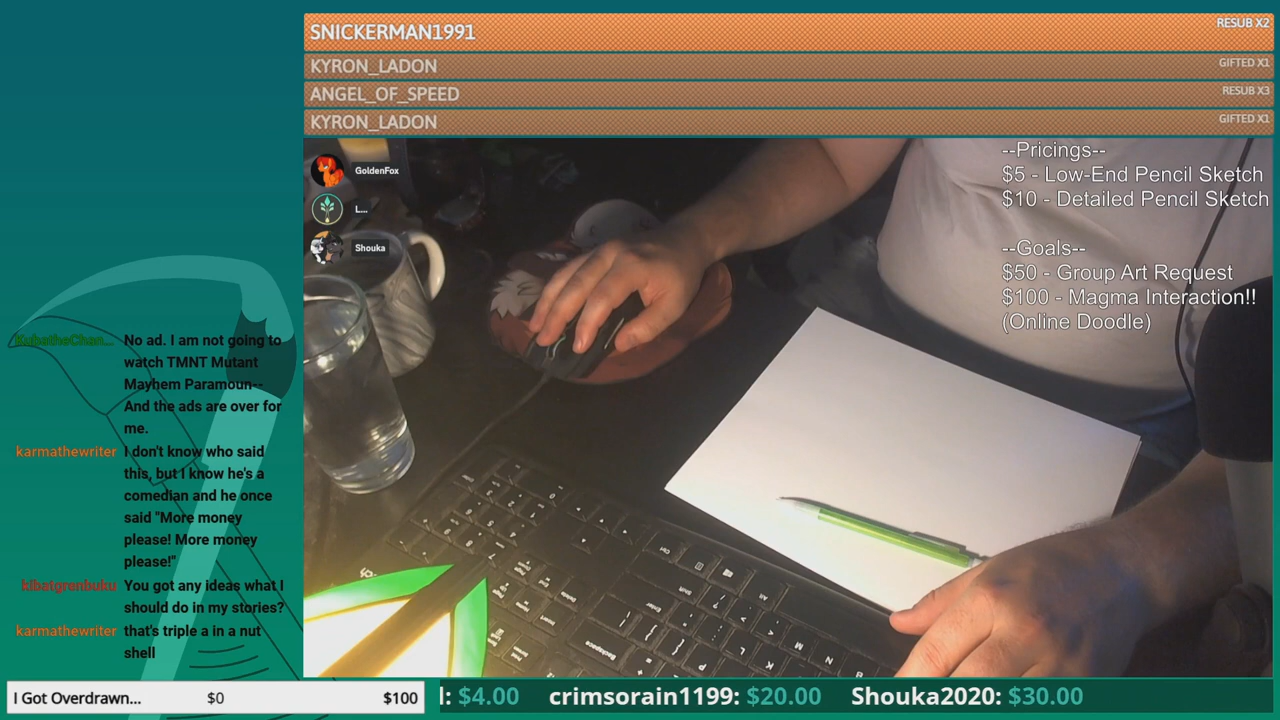 SNICKERMAN1991 RESUB X2
KYRON_LADON GIFTED X1
ANGEL_OF_SPEED RESUB X3
KYRON_LADON GIFTED X1
GoldenFox
L...
Shouka
--Pricings--
$5 - Low-End Pencil Sketch
$10 - Detailed Pencil Sketch
--Goals--
$50 - Group Art Request
$100 - Magma Interaction!!
(Online Doodle)
No ad. I am not going to
watch TMNT Mutant
Mayhem Paramoun--
And the ads are over for
me.
karmathewriter I don't know who said
this, but I know he's a
comedian and he once
said "More money
please! More money
please!"
kibatgrenbuku You got any ideas what I
should do in my stories?
karmathewriter that's triple a in a nut
shell
I Got Overdrawn... $0 $100
: $4.00 crimsorain1199: $20.00 Shouka2020: $30.00